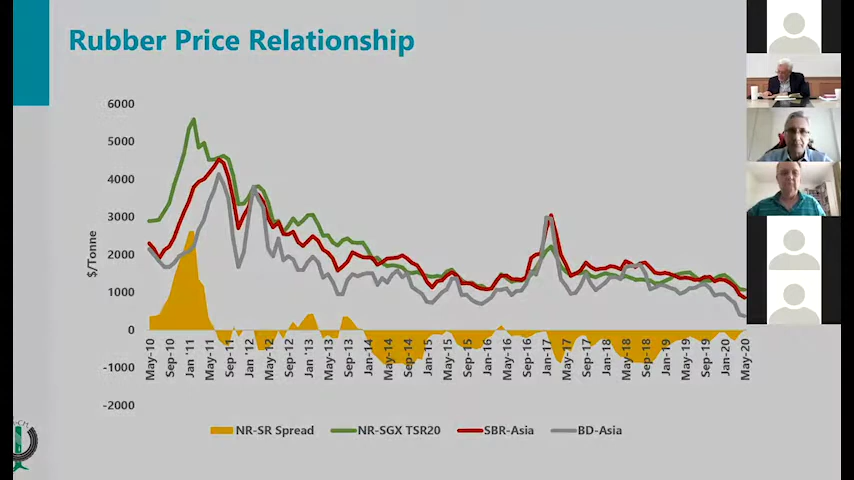 Rubber Price Relationship
6000
5000
4000
3000
2000
1000
0
-1000
-2000
$/Tonne
May-10
Sep-10
Jan '11
May-11
Sep-11
Jan '12
May-12
Sep-12
Jan '13
May-13
Sep-13
Jan-14
May-14
Sep-14
Jan-15
May-15
Sep-15
Jan-16
May-16
Sep-16
Jan-17
May-17
Sep-17
Jan-18
May-18
Sep-18
Jan-19
May-19
Sep-19
Jan-20
May-20
NR-SR Spread
NR-SGX TSR20
SBR-Asia
BD-Asia